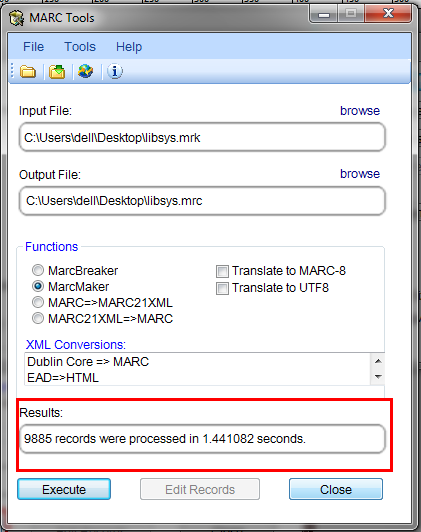 MARC Tools
File Tools Help
Input File: browse
C:\Users\dell\Desktop\libsys.mrk
Output File: browse
C:\Users\dell\Desktop\libsys.mrc
Functions
MarcBreaker Translate to MARC-8
MarcMaker Translate to UTF8
MARC=>MARC21XML
MARC21XML=>MARC
XML Conversions:
Dublin Core => MARC
EAD=>HTML
Results:
9885 records were processed in 1.441082 seconds.
Execute Edit Records Close